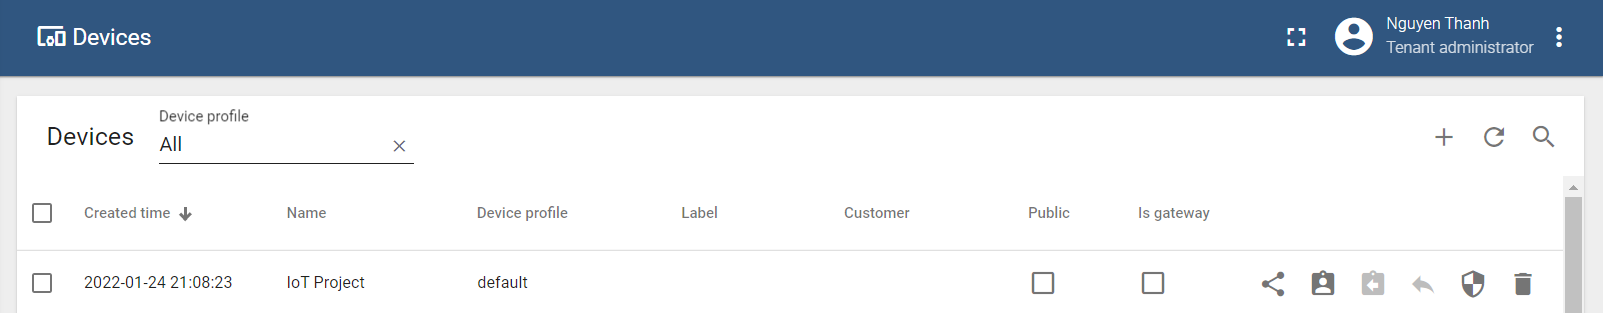 Devices
Nguyen Thanh
Tenant administrator
Devices
Device profile
All
Created time Name Device profile Label Customer Public Is gateway
2022-01-24 21:08:23 IoT Project default